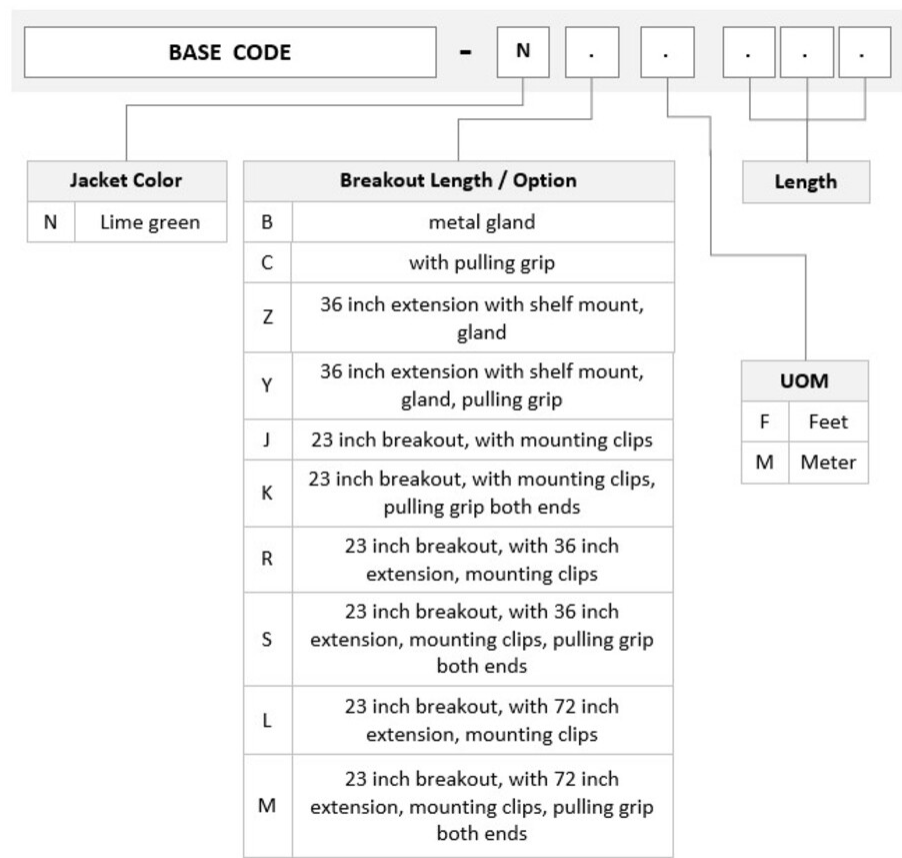 BASE CODE - N . . . . .
Jacket Color
N Lime green
Breakout Length / Option
B metal gland
C with pulling grip
Z 36 inch extension with shelf mount,
gland
Y 36 inch extension with shelf mount,
gland, pulling grip
J 23 inch breakout, with mounting clips
K 23 inch breakout, with mounting clips,
pulling grip both ends
R 23 inch breakout, with 36 inch
extension, mounting clips
S 23 inch breakout, with 36 inch
extension, mounting clips, pulling grip
both ends
L 23 inch breakout, with 72 inch
extension, mounting clips
M 23 inch breakout, with 72 inch
extension, mounting clips, pulling grip
both ends
Length
UOM
F Feet
M Meter